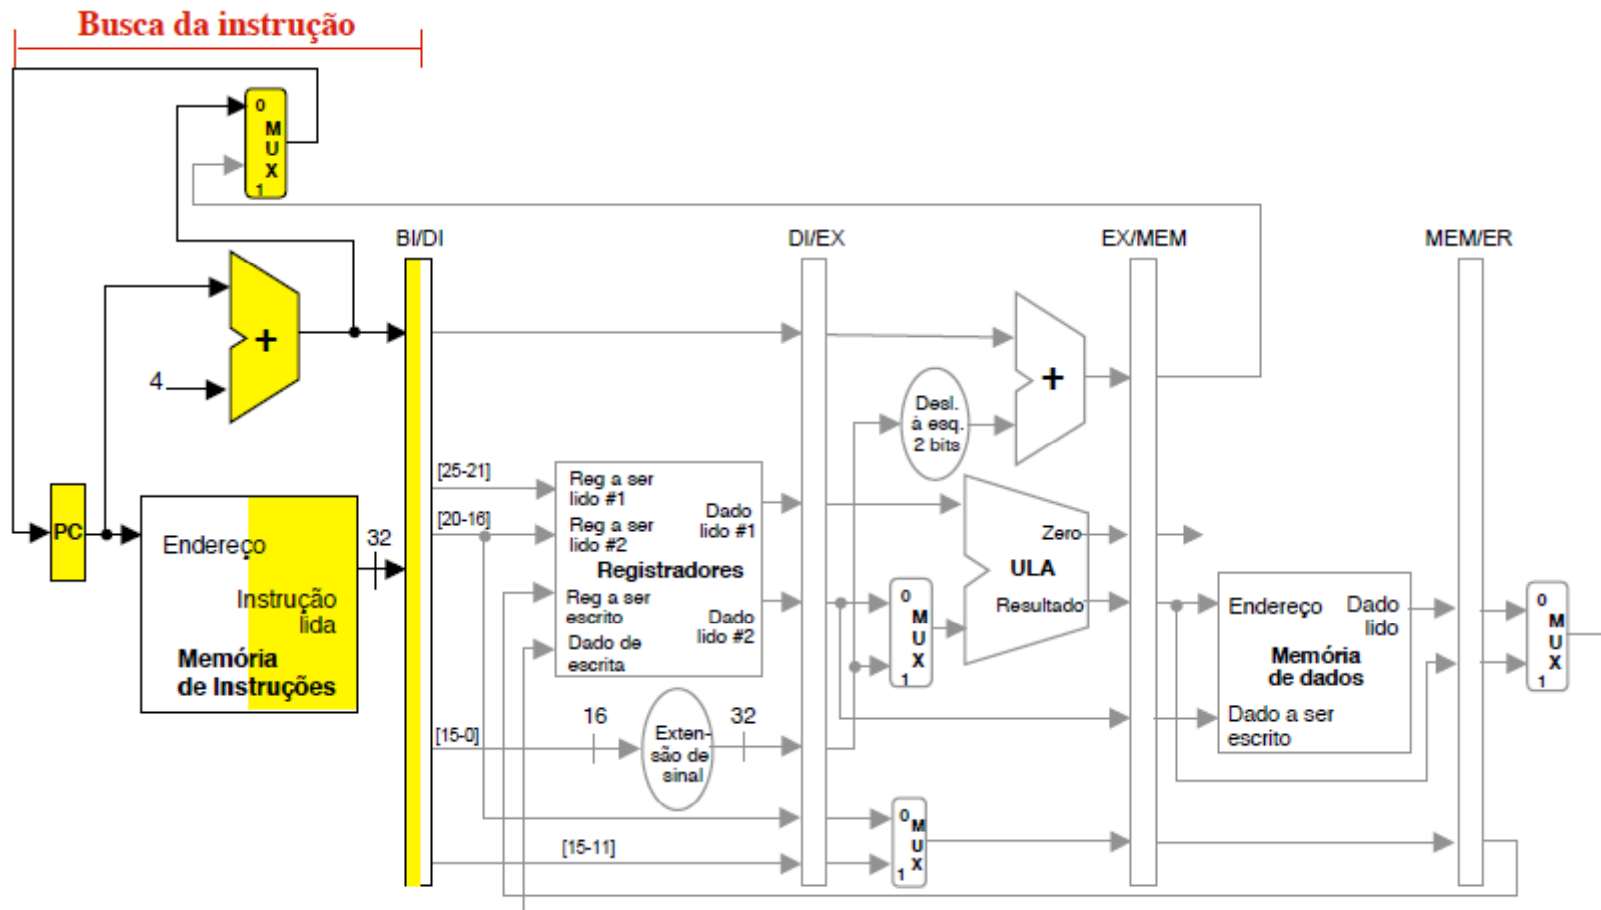 Busca da instrução
0
M
U
X
1
BI/DI
DI/EX
EX/MEM
MEM/ER
+
4
+
Desl.
à esq.
2 bits
[25-21]
Reg a ser
lido #1
Dado
lido #1
[20-16]
Reg a ser
lido #2
Registradores
Reg a ser
escrito
Dado
lido #2
Dado de
escrita
PC
Endereço
32
Instrução
lida
Memória
de Instruções
Zero
ULA
Resultado
0
M
U
X
1
Endereço
Dado
lido
Memória
de dados
Dado a ser
escrito
0
M
U
X
1
[15-0]
16
Exten-
são de
sinal
32
[15-11]
0
M
U
X
1